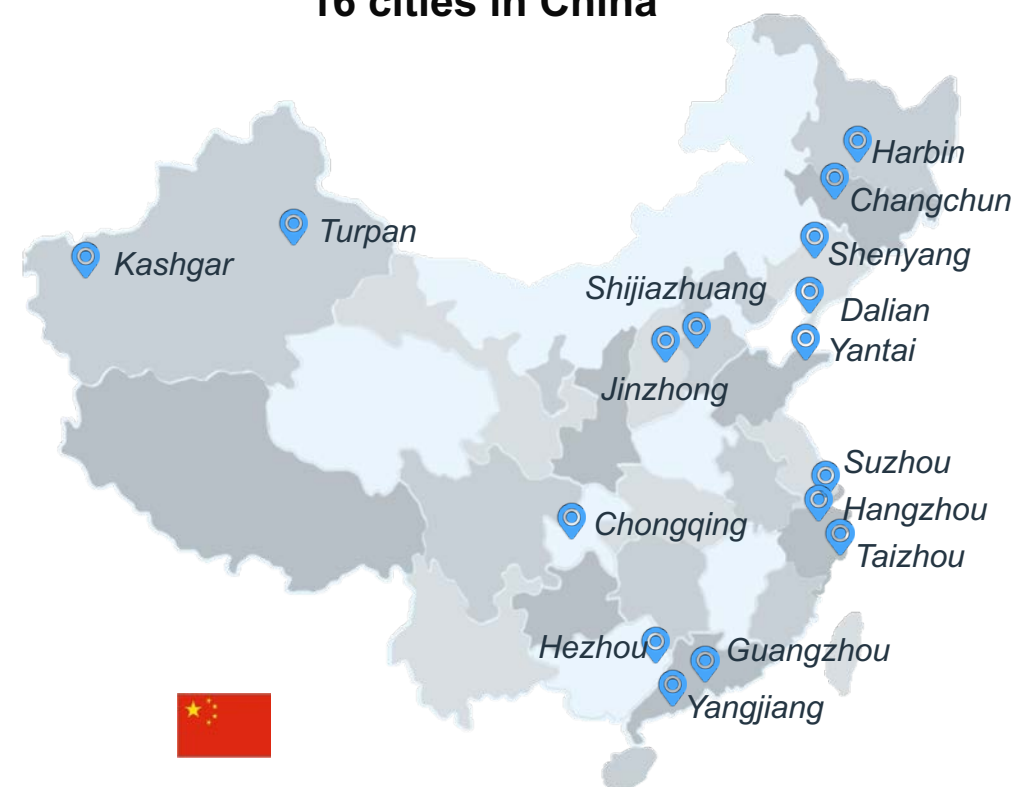 16 cities in China
Harbin
Changchun
Turpan
Kashgar
Shenyang
Shijiazhuang
Dalian
Yantai
Jinzhong
Suzhou
Hangzhou
Chongqing
Taizhou
Hezhou
Guangzhou
Yangjiang